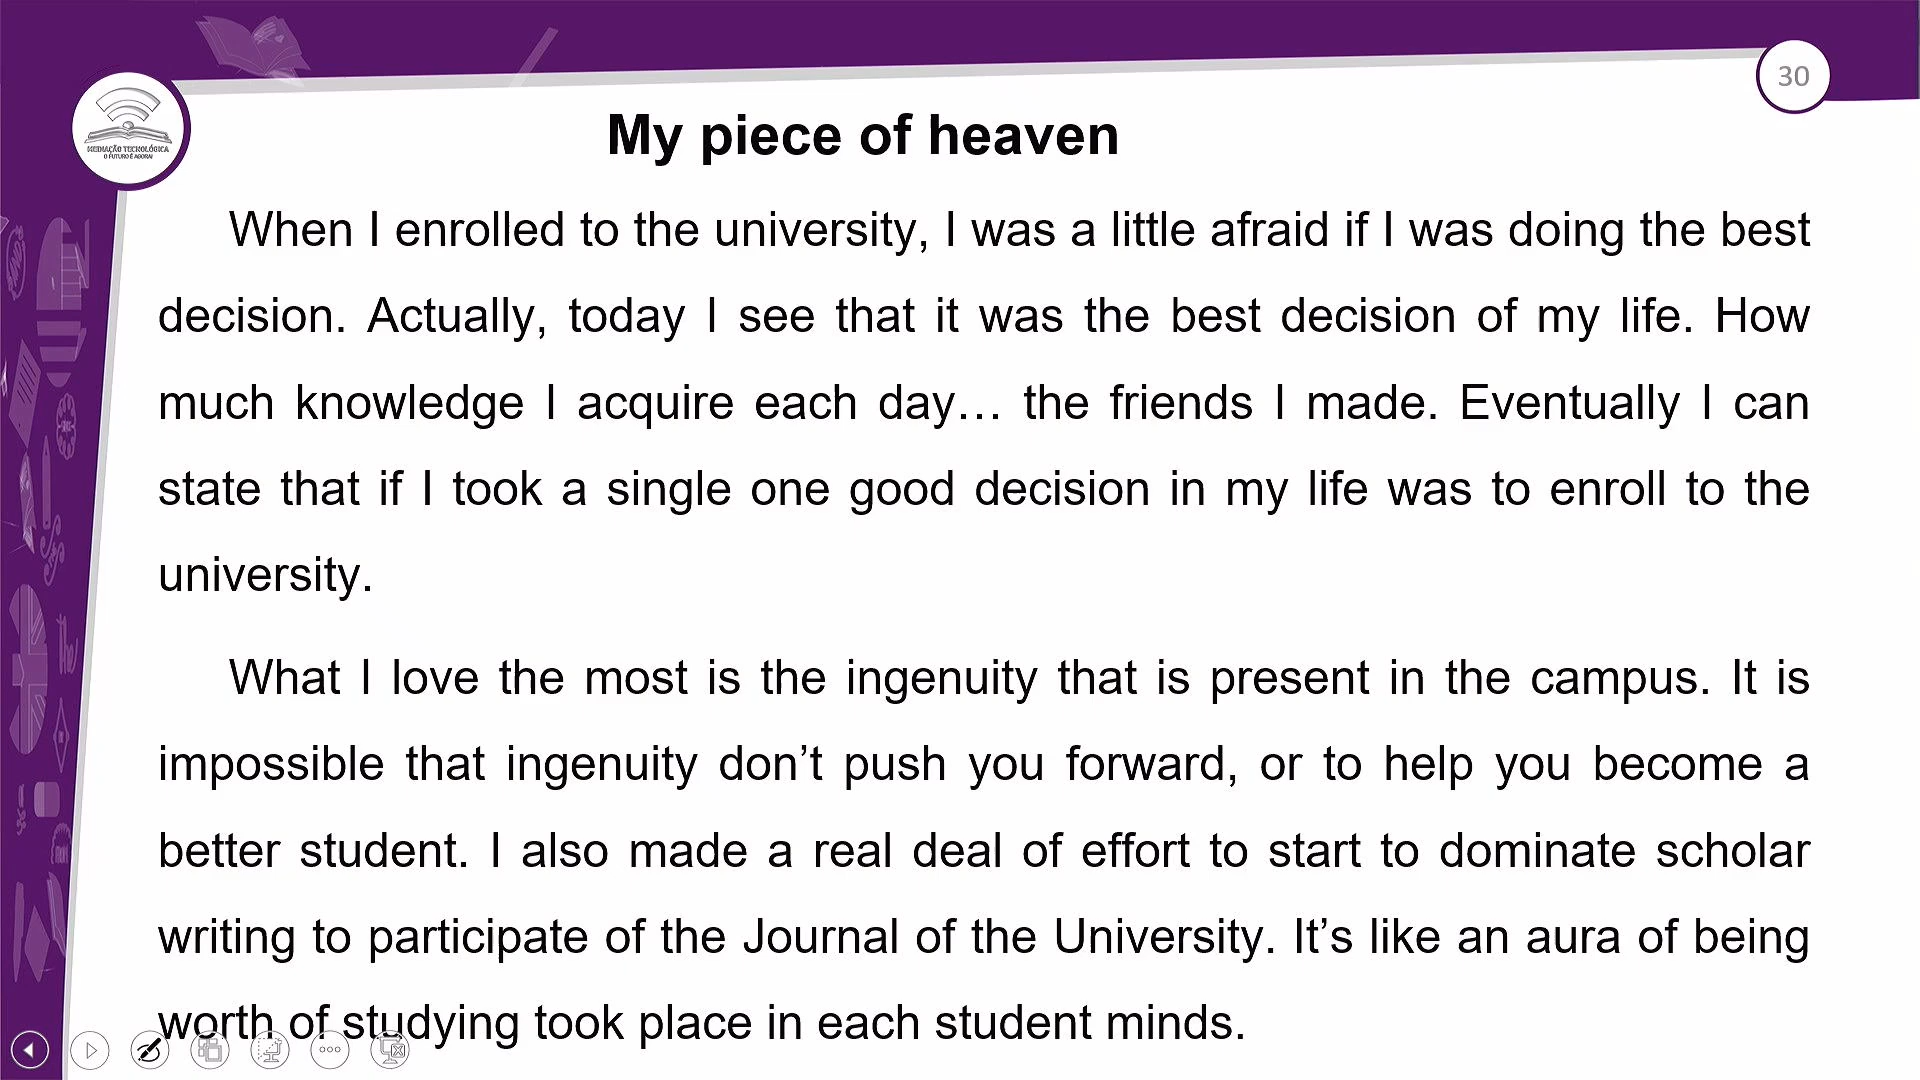 30
MEDIAÇÃO TECNOLÓGICA
O FUTURO É AGORA!
My piece of heaven
When I enrolled to the university, I was a little afraid if I was doing the best
decision. Actually, today I see that it was the best decision of my life. How
much knowledge I acquire each day… the friends I made. Eventually I can
state that if I took a single one good decision in my life was to enroll to the
university.
What I love the most is the ingenuity that is present in the campus. It is
impossible that ingenuity don’t push you forward, or to help you become a
better student. I also made a real deal of effort to start to dominate scholar
writing to participate of the Journal of the University. It’s like an aura of being
worth of studying took place in each student minds.
the